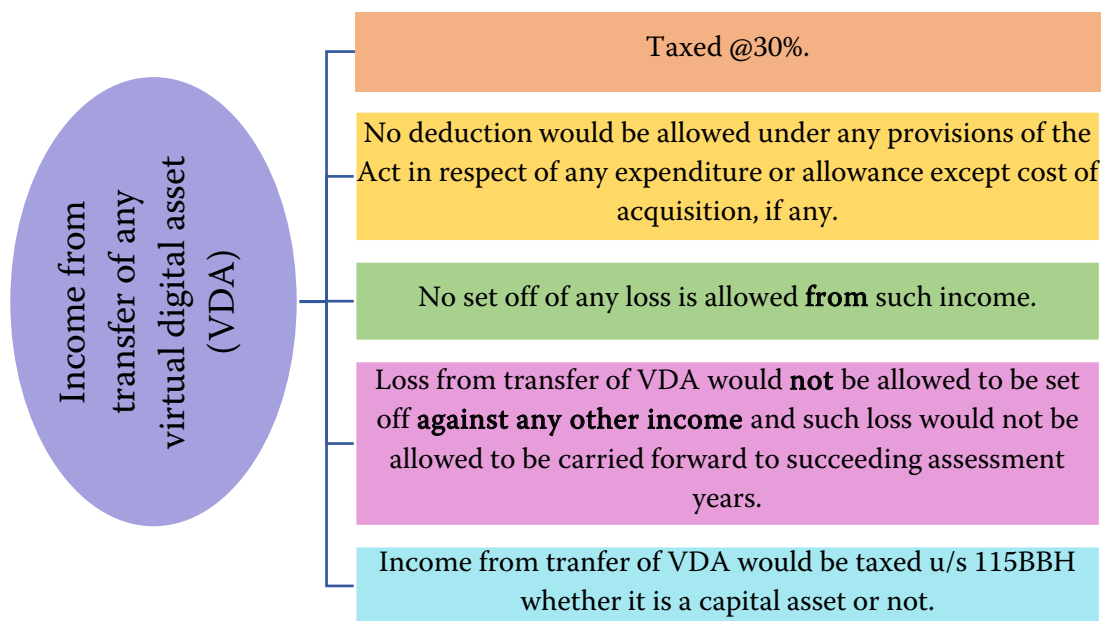 Income from
transfer of any
virtual digital asset
(VDA)
Taxed @30%.
No deduction would be allowed under any provisions of the
Act in respect of any expenditure or allowance except cost of
acquisition, if any.
No set off of any loss is allowed from such income.
Loss from transfer of VDA would not be allowed to be set
off against any other income and such loss would not be
allowed to be carried forward to succeeding assessment
years.
Income from tranfer of VDA would be taxed u/s 115BBH
whether it is a capital asset or not.